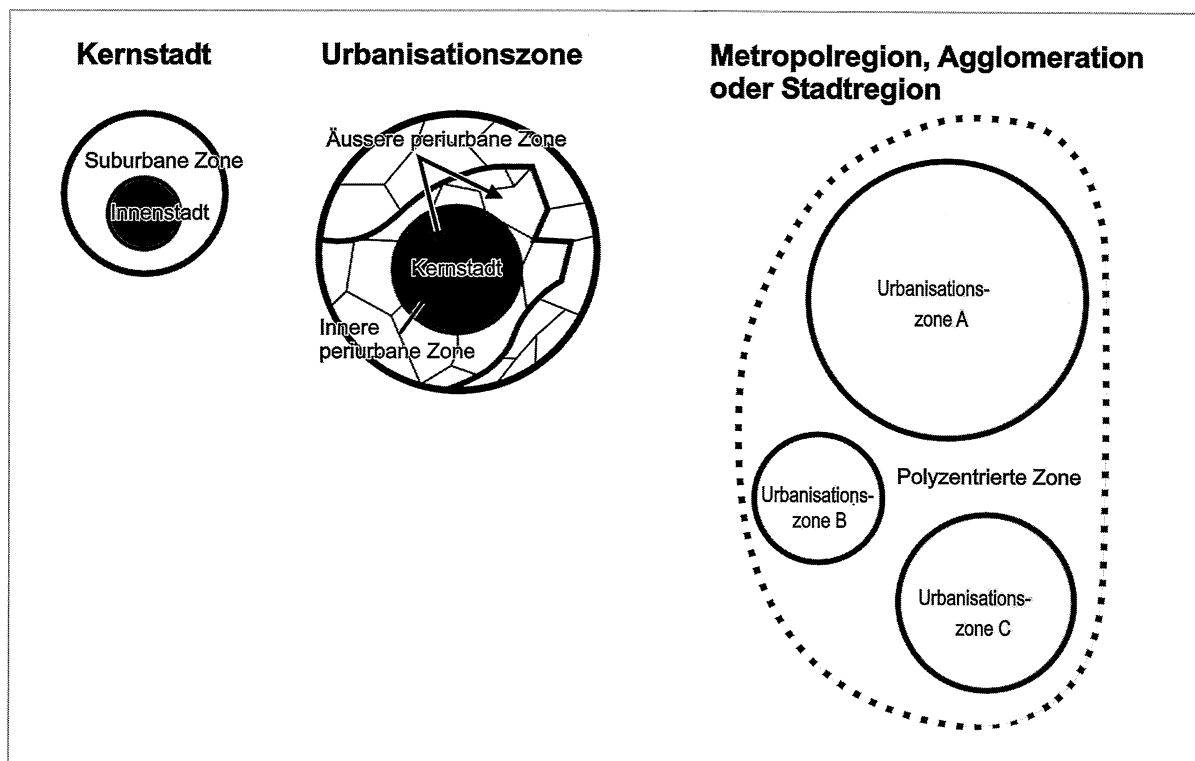 Kernstadt
Suburbane Zone
Innenstadt
Urbanisationszone
Äussere periurbane Zone
Kernstadt
Innere
periurbane Zone
Metropolregion, Agglomeration
oder Stadtregion
Urbanisations-
zone A
Polyzentrierte Zone
Urbanisations-
zone B
Urbanisations-
zone C